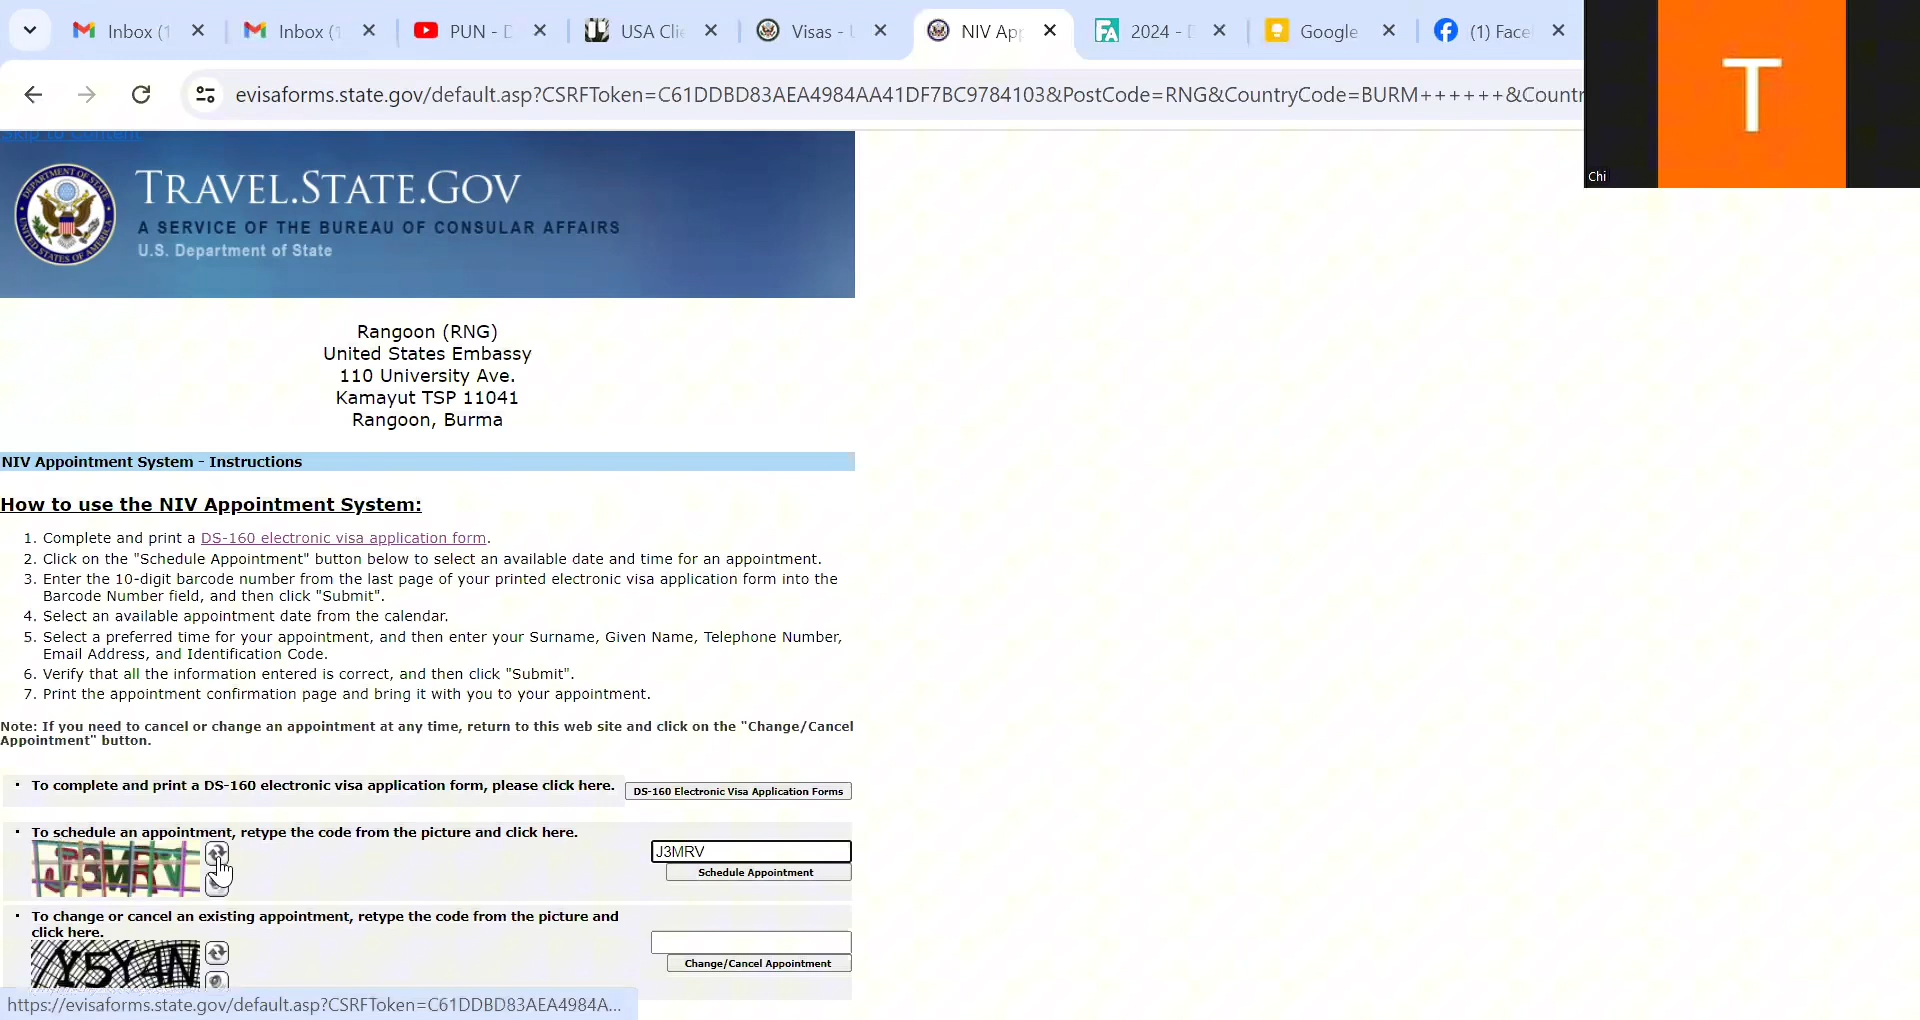 Inbox (1
Inbox (1
PUN - D
USA Clie
Visas - U
NIV App
2024 - D
Google
(1) Face
evisaforms.state.gov/default.asp?CSRFToken=C61DDBD83AEA4984AA41DF7BC9784103&PostCode=RNG&CountryCode=BURM++++++&Countr
T
Chi
Skip to Content
TRAVEL.STATE.GOV
A SERVICE OF THE BUREAU OF CONSULAR AFFAIRS
U.S. Department of State
Rangoon (RNG)
United States Embassy
110 University Ave.
Kamayut TSP 11041
Rangoon, Burma
NIV Appointment System - Instructions
How to use the NIV Appointment System:
1. Complete and print a DS-160 electronic visa application form.
2. Click on the "Schedule Appointment" button below to select an available date and time for an appointment.
3. Enter the 10-digit barcode number from the last page of your printed electronic visa application form into the
Barcode Number field, and then click "Submit".
4. Select an available appointment date from the calendar.
5. Select a preferred time for your appointment, and then enter your Surname, Given Name, Telephone Number,
Email Address, and Identification Code.
6. Verify that all the information entered is correct, and then click "Submit".
7. Print the appointment confirmation page and bring it with you to your appointment.
Note: If you need to cancel or change an appointment at any time, return to this web site and click on the "Change/Cancel
Appointment" button.
· To complete and print a DS-160 electronic visa application form, please click here.
DS-160 Electronic Visa Application Forms
· To schedule an appointment, retype the code from the picture and click here.
J3MRV
J3MRV
Schedule Appointment
· To change or cancel an existing appointment, retype the code from the picture and
click here.
Y5Y4N
Change/Cancel Appointment
https://evisaforms.state.gov/default.asp?CSRFToken=C61DDBD83AEA4984A...